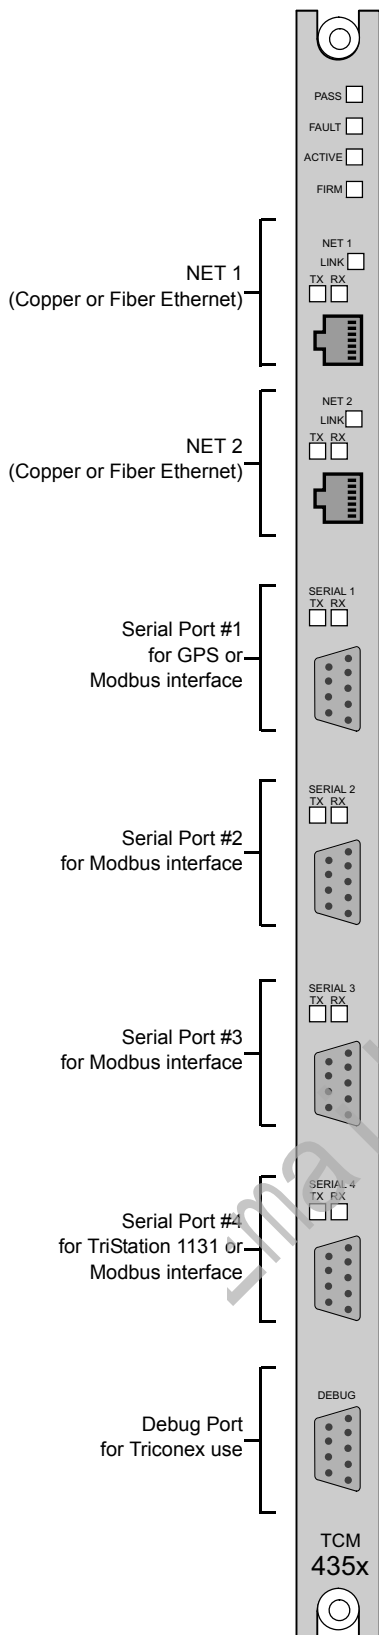 PASS
FAULT
ACTIVE
FIRM
NET 1
(Copper or Fiber Ethernet)
NET 1
LINK
TX RX
NET 2
(Copper or Fiber Ethernet)
NET 2
LINK
TX RX
Serial Port #1
for GPS or
Modbus interface
SERIAL 1
TX RX
Serial Port #2
for Modbus interface
SERIAL 2
TX RX
Serial Port #3
for Modbus interface
SERIAL 3
TX RX
Serial Port #4
for TriStation 1131 or
Modbus interface
SERIAL 4
TX RX
Debug Port
for Triconex use
DEBUG
TCM
435x